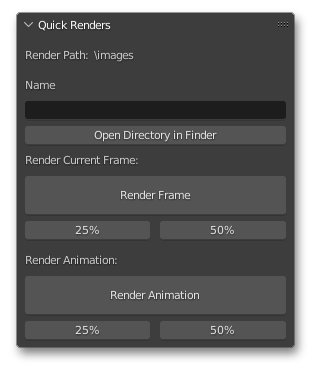 Quick Renders
Render Path: \images
Name
Open Directory in Finder
Render Current Frame:
Render Frame
25% 50%
Render Animation:
Render Animation
25% 50%